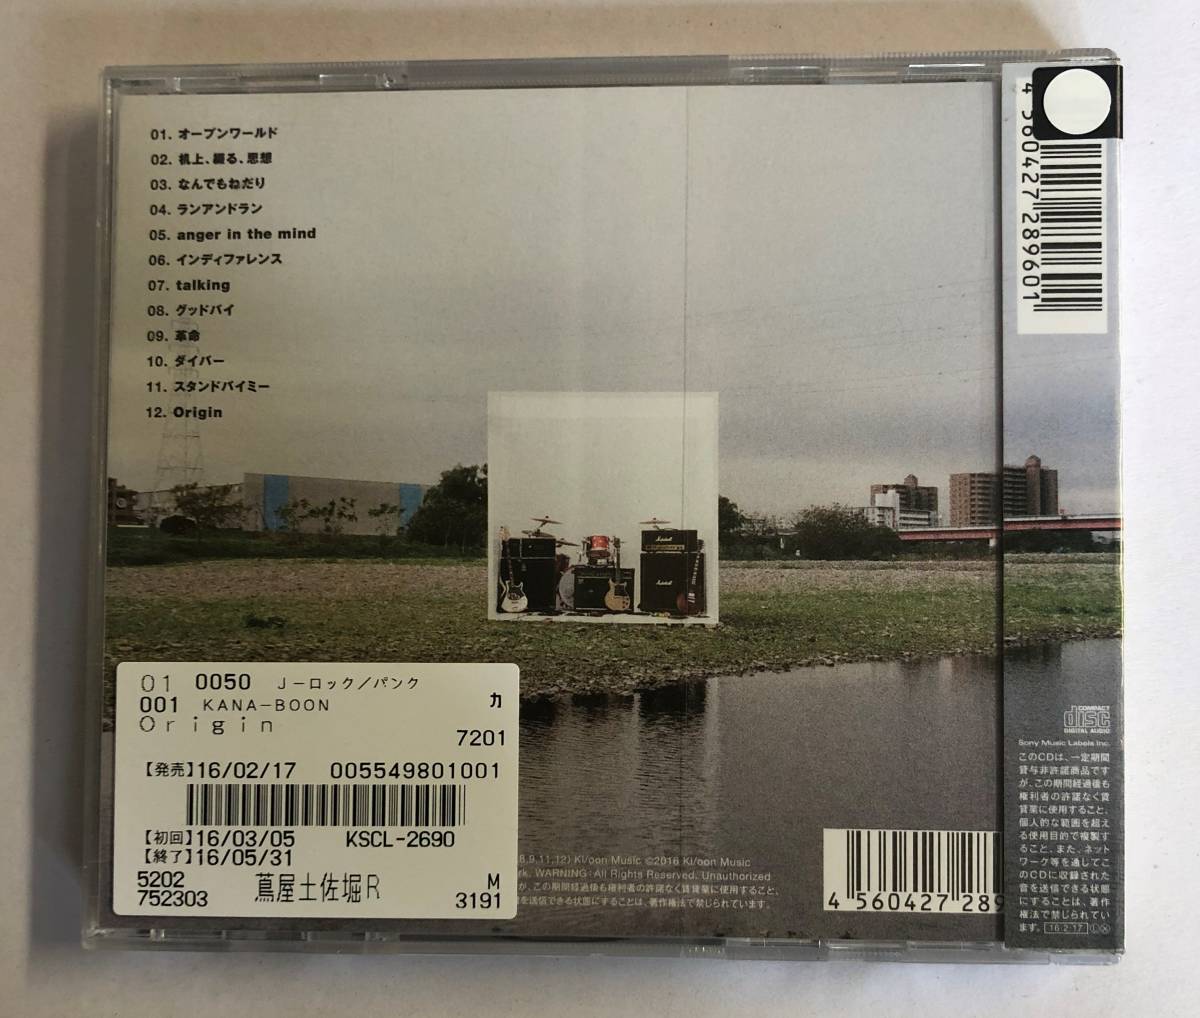 01. オープンワールド
02. 机上、綴る、思想
03. なんでもねだり
04. ランアンドラン
05. anger in the mind
06. インディファレンス
07. talking
08. グッドバイ
09. 革命
10. ダイバー
11. スタンドバイミー
12. Origin
4 560427 289601
Marshall
Marshall
01 0050 J-ロック／パンク
001 KANA-BOON カ
Origin
7201
【発売】16/02/17 005549801001
【初回】16/03/05 KSCL-2690
【終了】16/05/31
5202 蔦屋土佐堀R M
752303 3191
8,9,11,12) Ki/oon Music ©2016 Ki/oon Music
rk. WARNING: All Rights Reserved. Unauthorized
が、この期間経過後も権利者の許諾なく賃貸業に使用すること、
を送信できる状態にすることは、著作権法で禁じられています。
4 560427 289
COMPACT
disc
DIGITAL AUDIO
Sony Music Labels Inc.
このCDは、一定期間
貸与非許諾商品です
が、この期間経過後も
権利者の許諾なく賃
貸業に使用すること、
個人的な範囲を超え
る使用目的で複製す
ること、また、ネット
ワーク等を通してこ
のCDに収録された
音を送信できる状態
にすることは、著作
権法で禁じられてい
ます。 16・2・17 Ⓛ Ⓧ